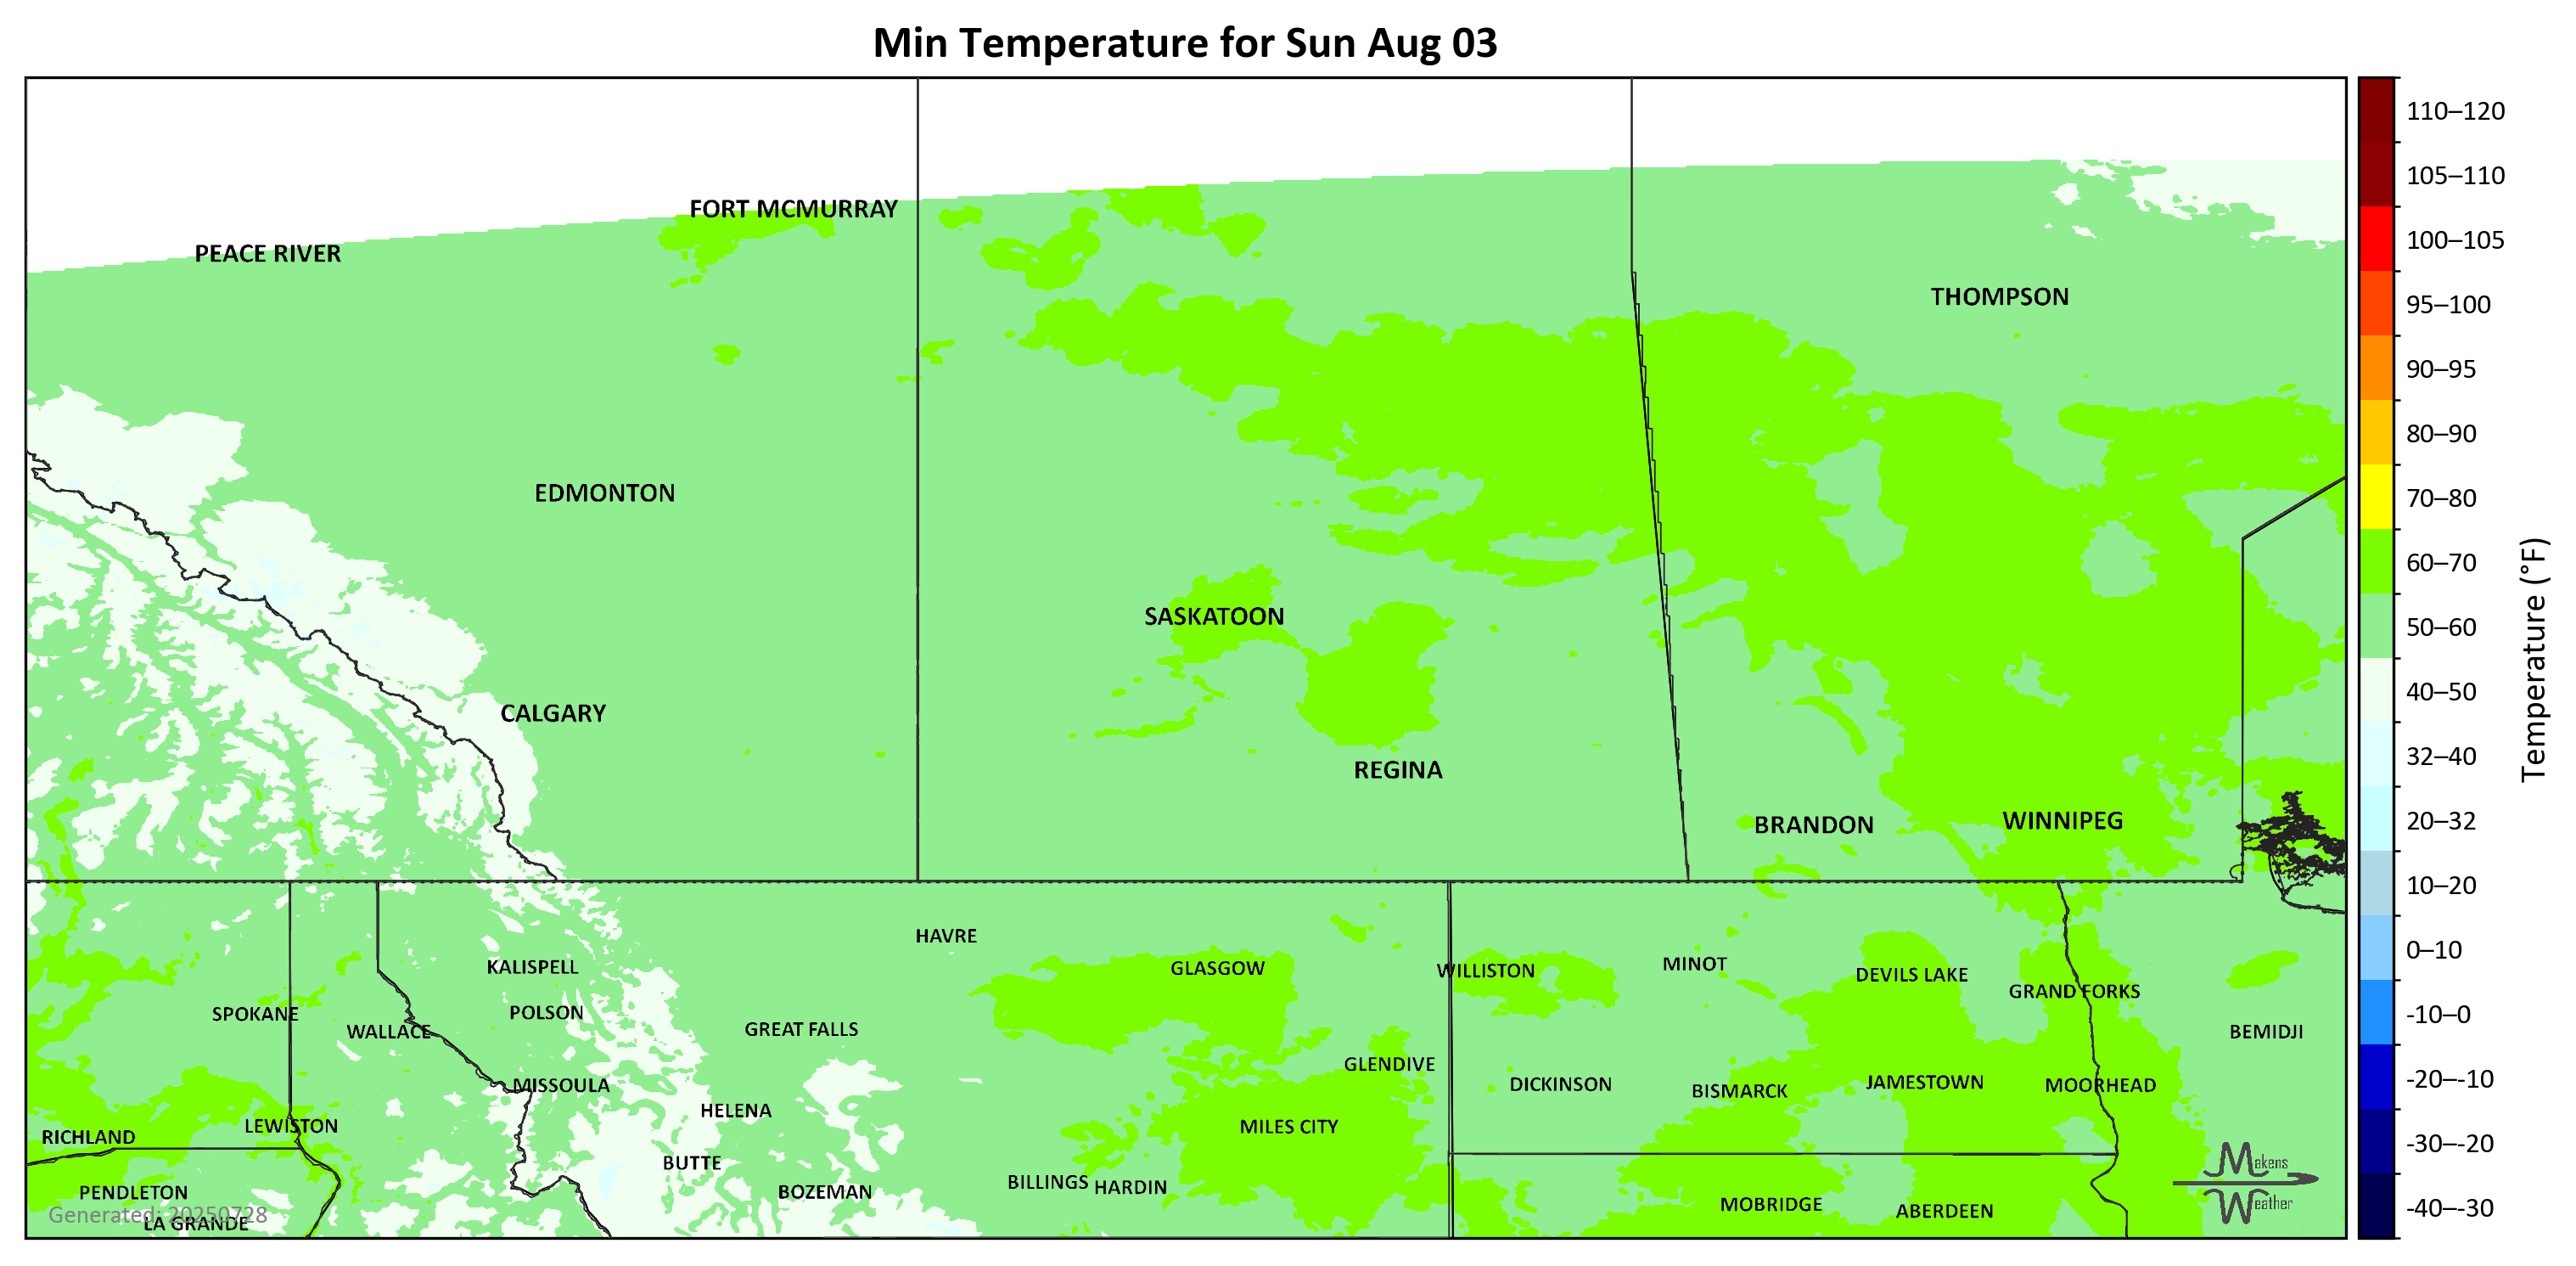 Min Temperature for Sun Aug 03
110–120
105–110
100–105
95–100
90–95
80–90
70–80
60–70
50–60
40–50
32–40
20–32
10–20
0–10
-10–0
-20–-10
-30–-20
-40–-30
Temperature (°F)
FORT MCMURRAY
PEACE RIVER
THOMPSON
EDMONTON
SASKATOON
CALGARY
REGINA
WINNIPEG
BRANDON
HAVRE
KALISPELL
GLASGOW
WILLISTON
MINOT
DEVILS LAKE
GRAND FORKS
SPOKANE
POLSON
WALLACE
GREAT FALLS
BEMIDJI
GLENDIVE
MISSOULA
DICKINSON
BISMARCK
JAMESTOWN
MOORHEAD
HELENA
LEWISTON
MILES CITY
RICHLAND
BUTTE
BILLINGS
HARDIN
BOZEMAN
PENDLETON
MOBRIDGE
ABERDEEN
LA GRANDE
Generated: 20250728
Makens
Weather